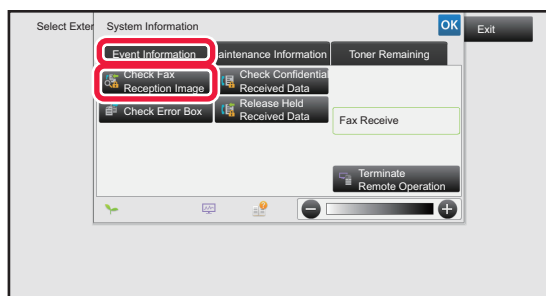 Select Exter
System Information
OK
Exit
Event Information
aintenance Information
Toner Remaining
Check Fax
Reception Image
Check Confidential
Received Data
Check Error Box
Release Held
Received Data
Fax Receive
Terminate
Remote Operation